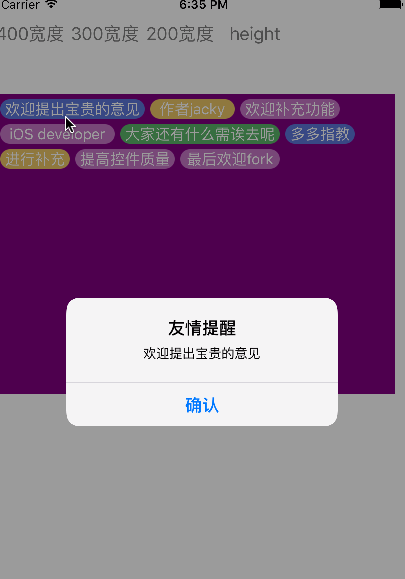 Carrier 6:35 PM
400宽度 300宽度 200宽度 height
欢迎提出宝贵的意见 作者jacky 欢迎补充功能
iOS developer 大家还有什么需诶去呢 多多指教
进行补充 提高控件质量 最后欢迎fork
友情提醒
欢迎提出宝贵的意见
确认